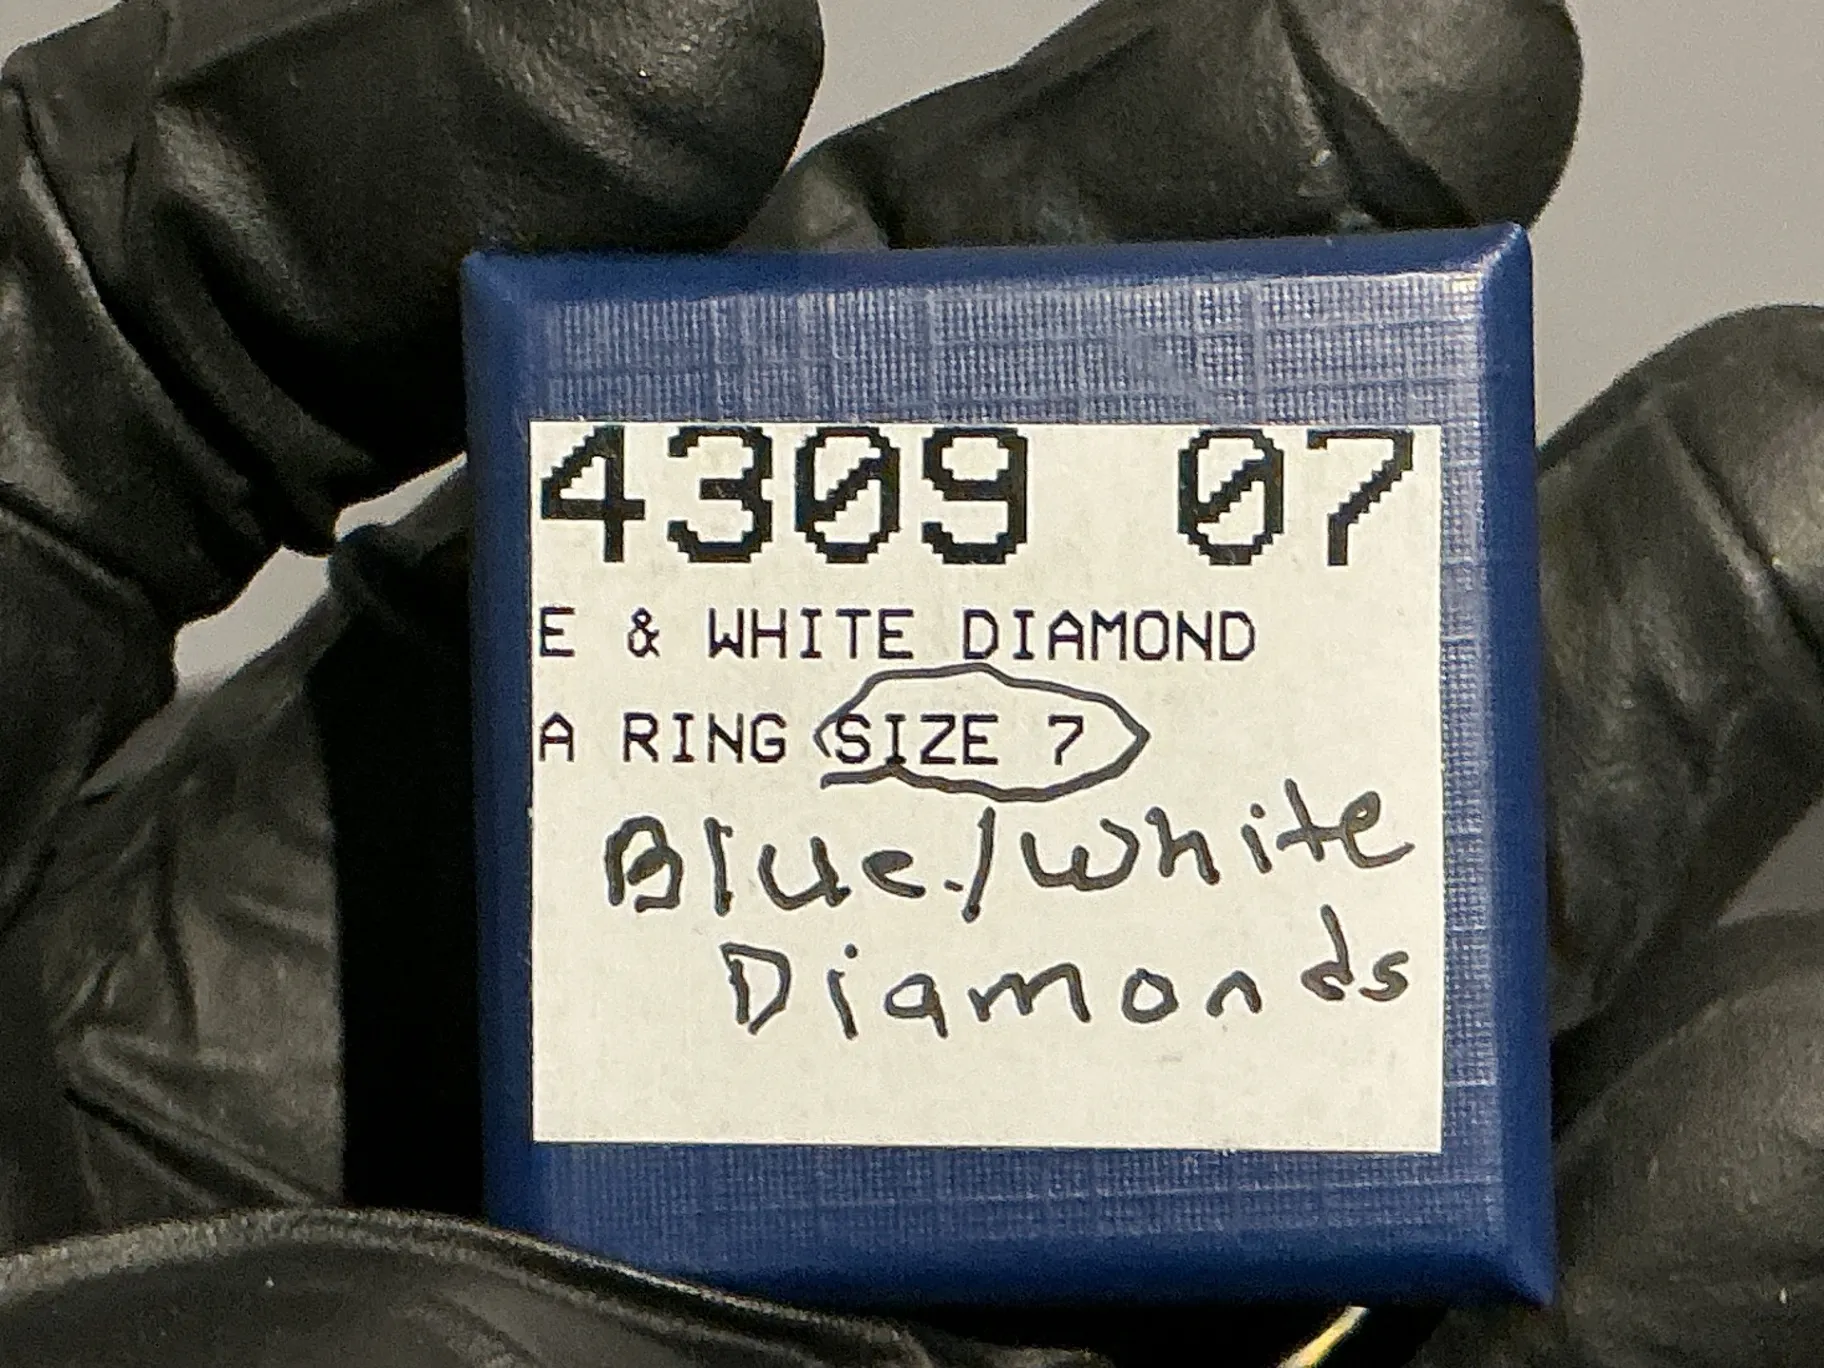 4309 07
E & WHITE DIAMOND
A RING SIZE 7
Blue/White
Diamonds